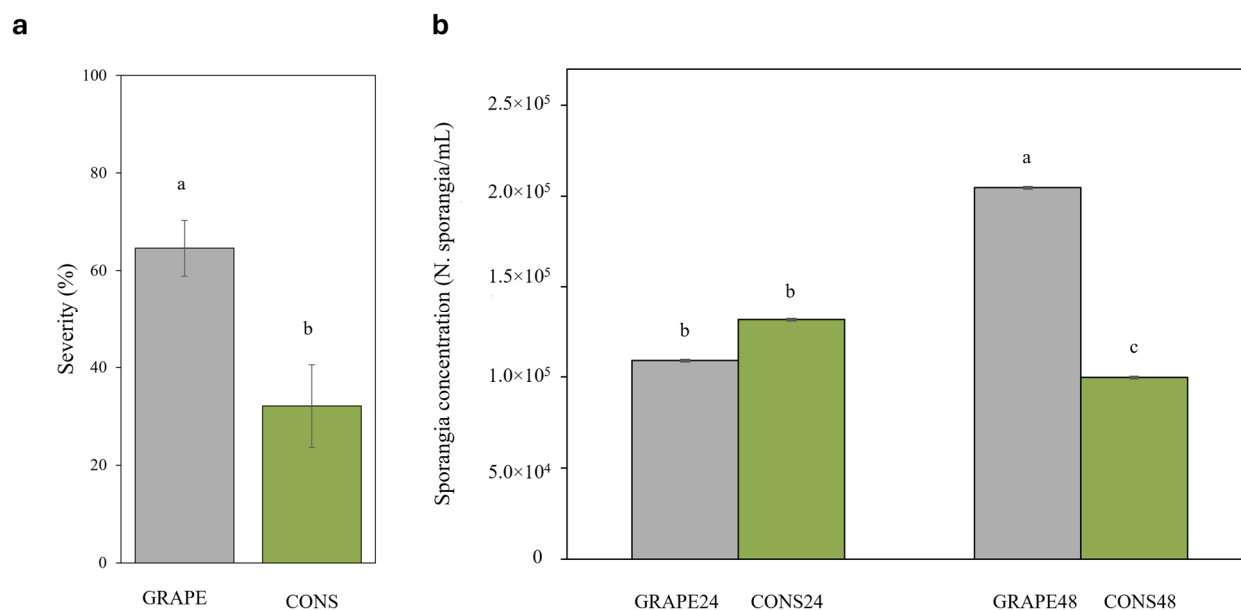 a
Severity (%)
100
80
60
40
20
0
a
b
GRAPE
CONS
b
Sporangia concentration (N. sporangia/mL)
2.5×10⁵
2.0×10⁵
1.5×10⁵
1.0×10⁵
5.0×10⁴
0
b
b
a
c
GRAPE24
CONS24
GRAPE48
CONS48